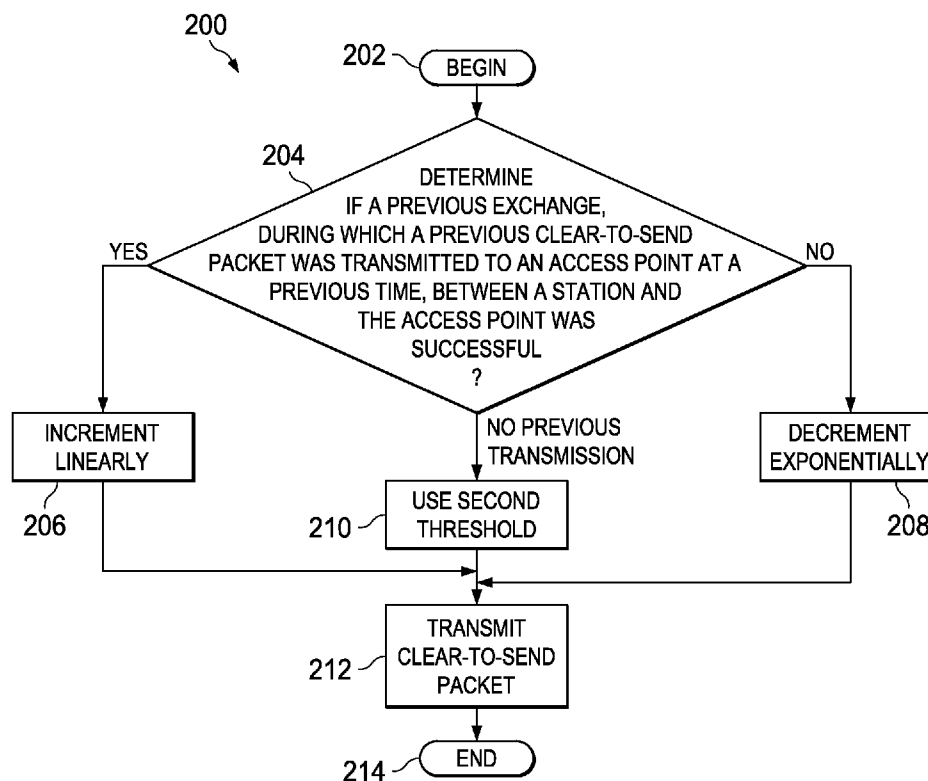 200
202
BEGIN
204
DETERMINE
IF A PREVIOUS EXCHANGE,
DURING WHICH A PREVIOUS CLEAR-TO-SEND
PACKET WAS TRANSMITTED TO AN ACCESS POINT AT A
PREVIOUS TIME, BETWEEN A STATION AND
THE ACCESS POINT WAS
SUCCESSFUL
?
YES
NO
NO PREVIOUS
TRANSMISSION
INCREMENT
LINEARLY
206
USE SECOND
THRESHOLD
210
DECREMENT
EXPONENTIALLY
208
TRANSMIT
CLEAR-TO-SEND
PACKET
212
END
214